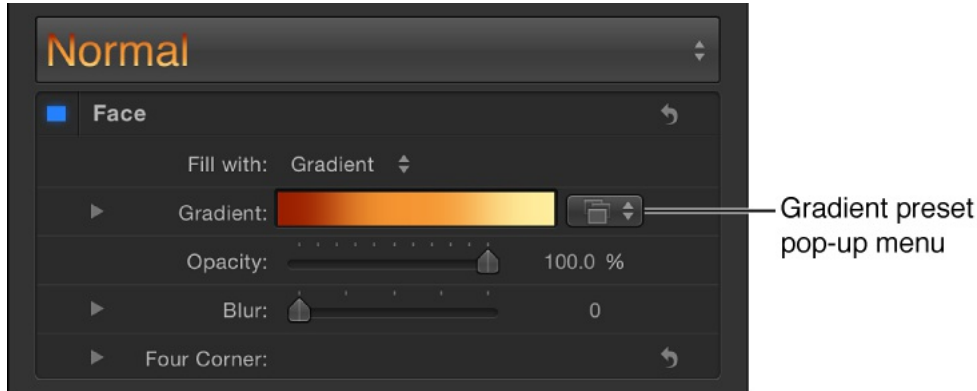 Normal
Face
Fill with: Gradient
Gradient:
Gradient preset
pop-up menu
Opacity: 100.0 %
Blur: 0
Four Corner: